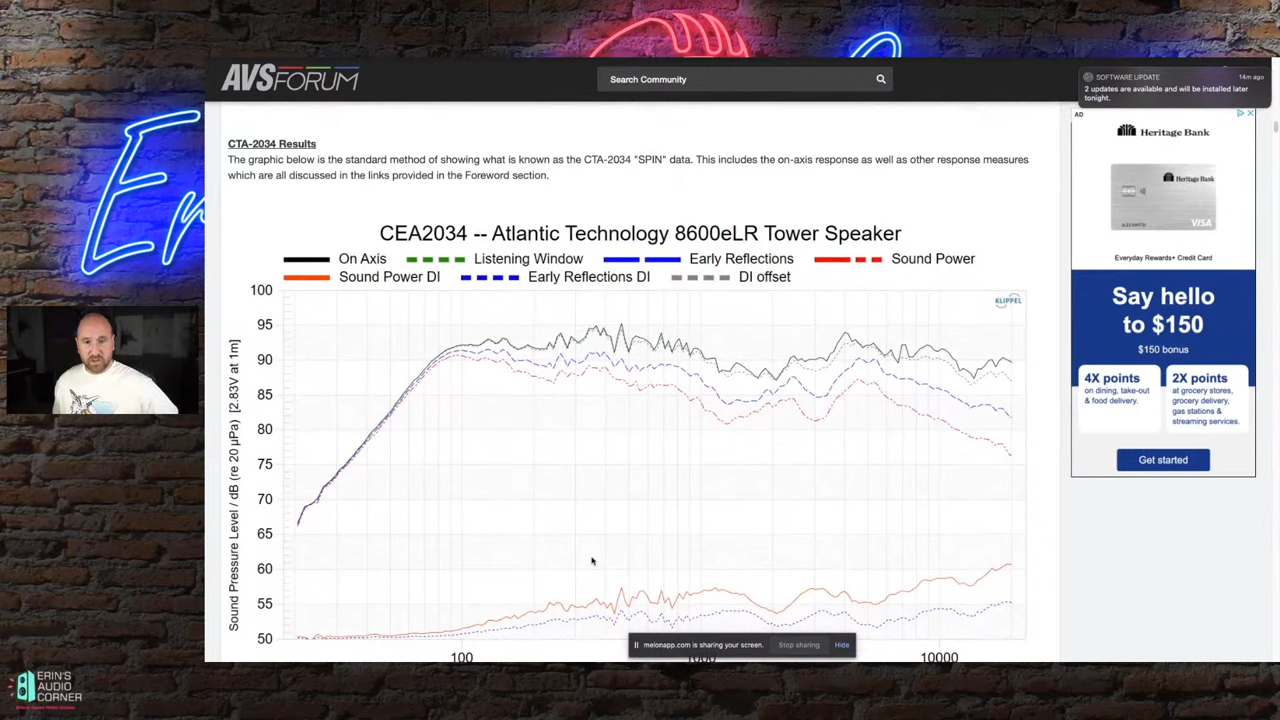 AVSFORUM
Search Community
SOFTWARE UPDATE
14m ago
2 updates are available and will be installed later
tonight.
AD
CTA-2034 Results
The graphic below is the standard method of showing what is known as the CTA-2034 "SPIN" data. This includes the on-axis response as well as other response measures
which are all discussed in the links provided in the Foreword section.
CEA2034 -- Atlantic Technology 8600eLR Tower Speaker
On Axis
Listening Window
Early Reflections
Sound Power
Sound Power DI
Early Reflections DI
DI offset
KLIPPEL
Sound Pressure Level / dB (re 20 µPa) [2.83V at 1m]
100
95
90
85
80
75
70
65
60
55
50
100
1000
10000
melonapp.com is sharing your screen.
Stop sharing
Hide
Heritage Bank
Heritage Bank
VISA
Everyday Rewards+ Credit Card
Say hello
to $150
$150 bonus
4X points
on dining, take-out
& food delivery.
2X points
at grocery stores,
grocery delivery,
gas stations &
streaming services.
Get started
ERIN'S
AUDIO
CORNER